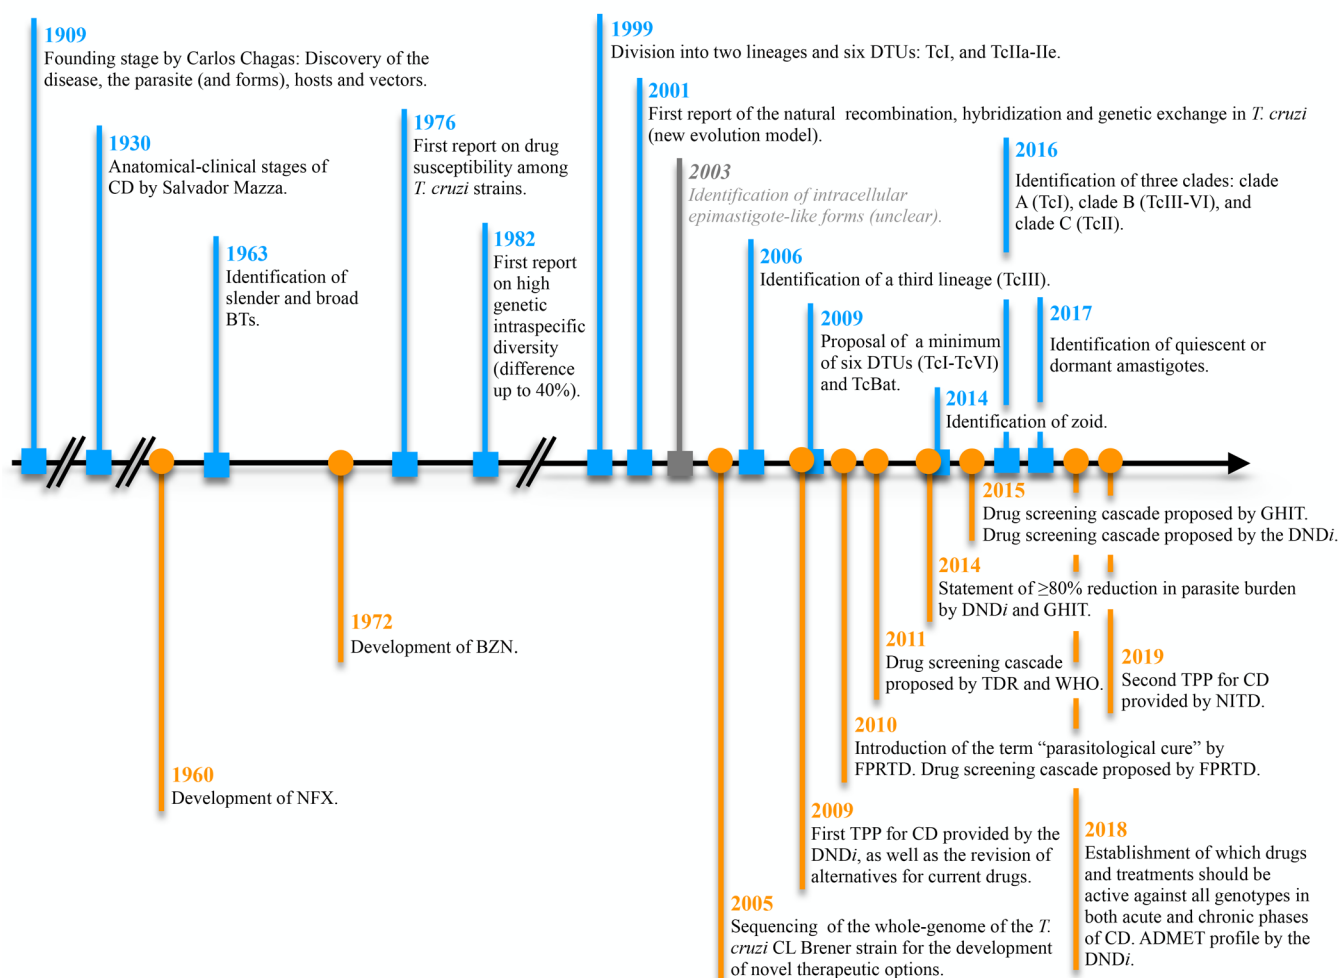 1909
Founding stage by Carlos Chagas: Discovery of the
disease, the parasite (and forms), hosts and vectors.
1930
Anatomical-clinical stages of
CD by Salvador Mazza.
1963
Identification of
slender and broad
BTs.
1976
First report on drug
susceptibility among
T. cruzi strains.
1982
First report
on high
genetic
intraspecific
diversity
(difference
up to 40%).
1999
Division into two lineages and six DTUs: TcI, and TcIIa-IIe.
2001
First report of the natural recombination, hybridization and genetic exchange in T. cruzi
(new evolution model).
2003
Identification of intracellular
epimastigote-like forms (unclear).
2006
Identification of a third lineage (TcIII).
2009
Proposal of a minimum
of six DTUs (TcI-TcVI)
and TcBat.
2014
Identification of zoid.
2016
Identification of three clades: clade
A (TcI), clade B (TcIII-VI), and
clade C (TcII).
2017
Identification of quiescent or
dormant amastigotes.
1960
Development of NFX.
1972
Development of BZN.
2005
Sequencing of the whole-genome of the T.
cruzi CL Brener strain for the development
of novel therapeutic options.
2009
First TPP for CD provided by the
DNDi, as well as the revision of
alternatives for current drugs.
2010
Introduction of the term “parasitological cure” by
FPRTD. Drug screening cascade proposed by FPRTD.
2011
Drug screening cascade
proposed by TDR and WHO.
2014
Statement of ≥80% reduction in parasite burden
by DNDi and GHIT.
2015
Drug screening cascade proposed by GHIT.
Drug screening cascade proposed by the DNDi.
2018
Establishment of which drugs
and treatments should be
active against all genotypes in
both acute and chronic phases
of CD. ADMET profile by the
DNDi.
2019
Second TPP for CD
provided by NITD.